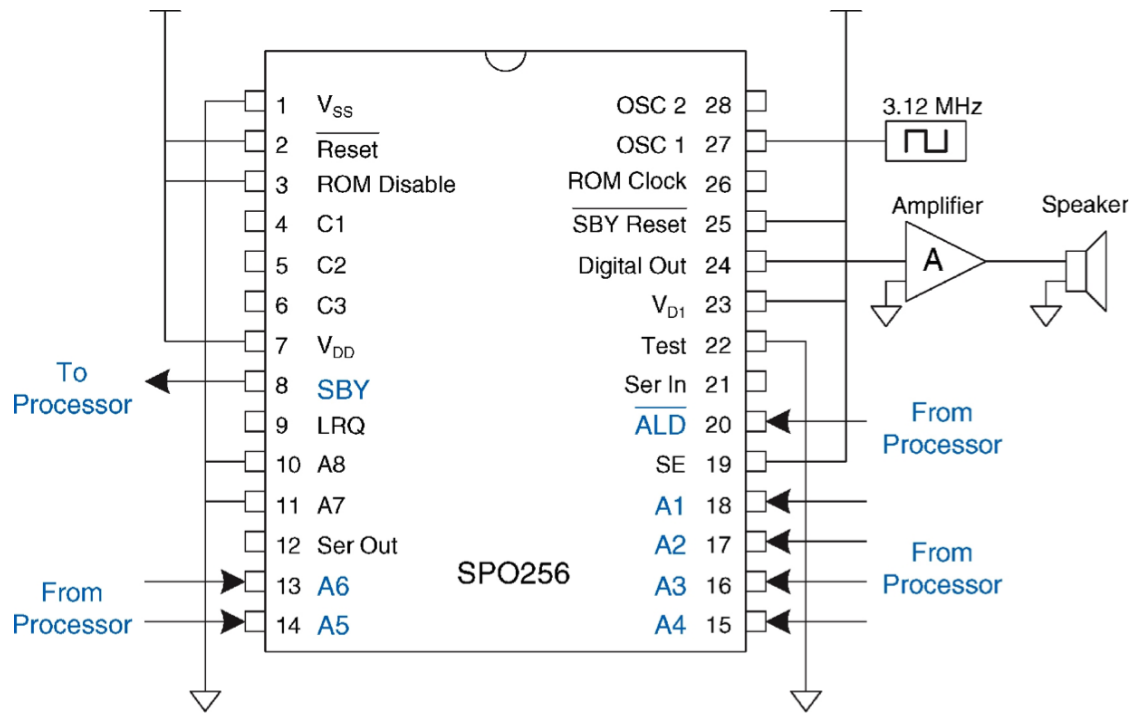 1 V_SS
2 Reset
3 ROM Disable
4 C1
5 C2
6 C3
7 V_DD
To
Processor
8 SBY
9 LRQ
10 A8
11 A7
12 Ser Out
From
Processor
13 A6
14 A5
SPO256
OSC 2 28
OSC 1 27
3.12 MHz
ROM Clock 26
SBY Reset 25
Digital Out 24
Amplifier
A
Speaker
V_D1 23
Test 22
Ser In 21
ALD 20
From
Processor
SE 19
A1 18
A2 17
A3 16
A4 15
From
Processor